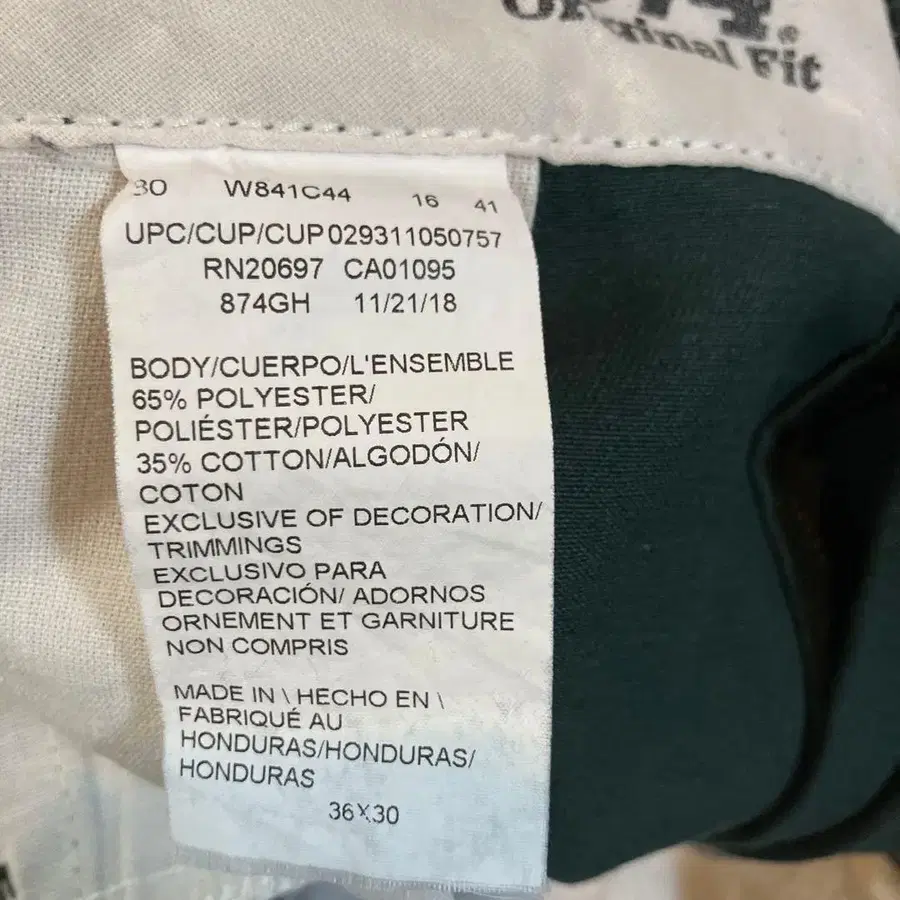 Original Fit
30 W841C44 16 41
UPC/CUP/CUP 029311050757
RN20697 CA01095
874GH 11/21/18
BODY/CUERPO/L'ENSEMBLE
65% POLYESTER/
POLIÉSTER/POLYESTER
35% COTTON/ALGODÓN/
COTON
EXCLUSIVE OF DECORATION/
TRIMMINGS
EXCLUSIVO PARA
DECORACIÓN/ ADORNOS
ORNEMENT ET GARNITURE
NON COMPRIS
MADE IN \ HECHO EN \
FABRIQUÉ AU
HONDURAS/HONDURAS/
HONDURAS
36X30